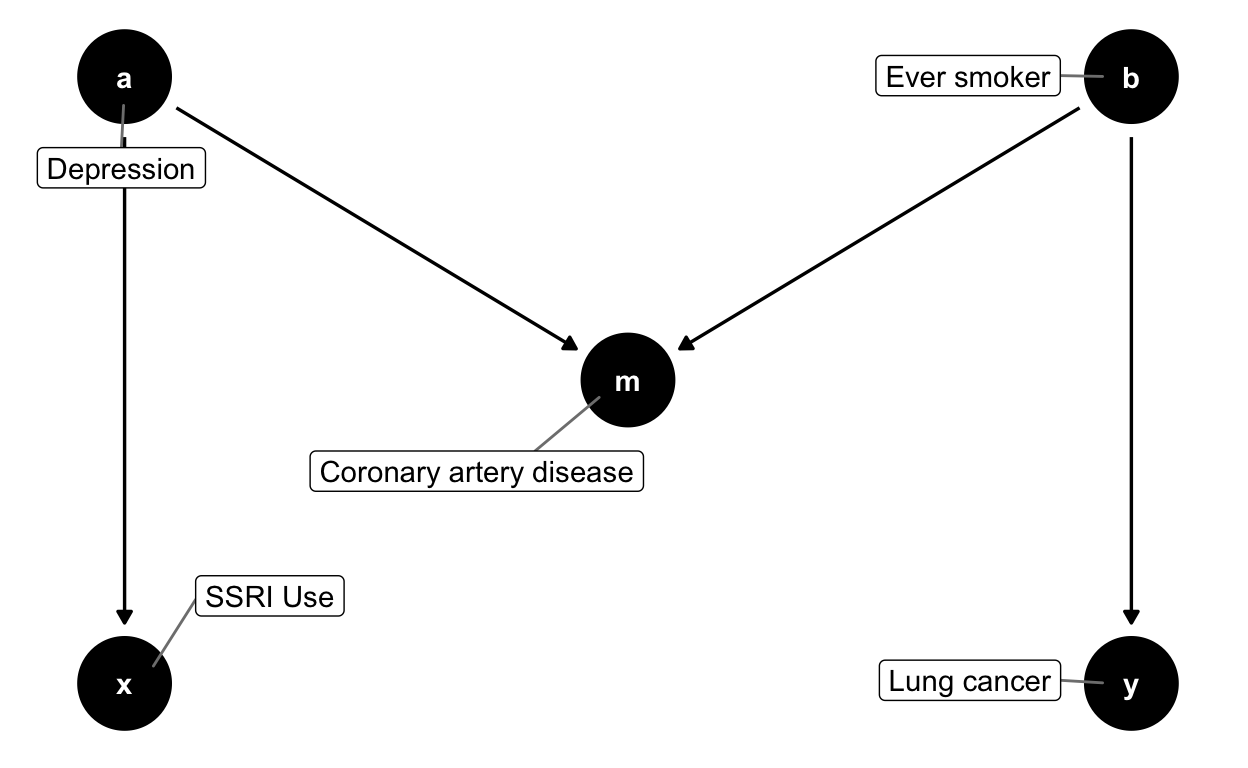 a
Ever smoker
b
Depression
m
Coronary artery disease
SSRI Use
x
Lung cancer
y